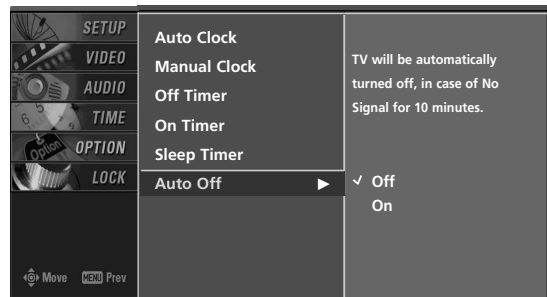 SETUP
VIDEO
AUDIO
TIME
OPTION
LOCK
Move MENU Prev
Auto Clock
Manual Clock
Off Timer
On Timer
Sleep Timer
Auto Off
TV will be automatically
turned off, in case of No
Signal for 10 minutes.
Off
On